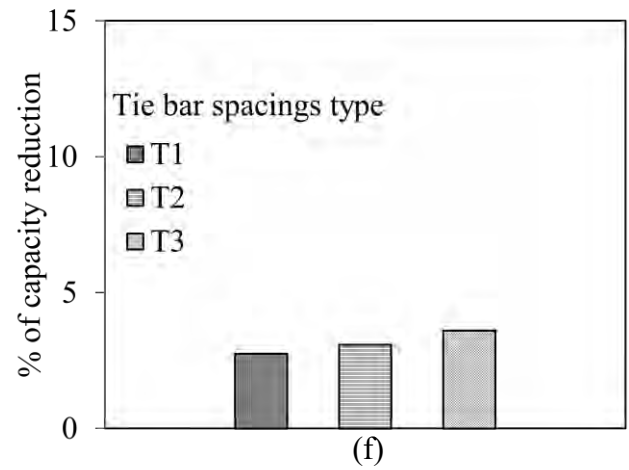 % of capacity reduction
15
10
5
0
Tie bar spacings type
T1
T2
T3
(f)